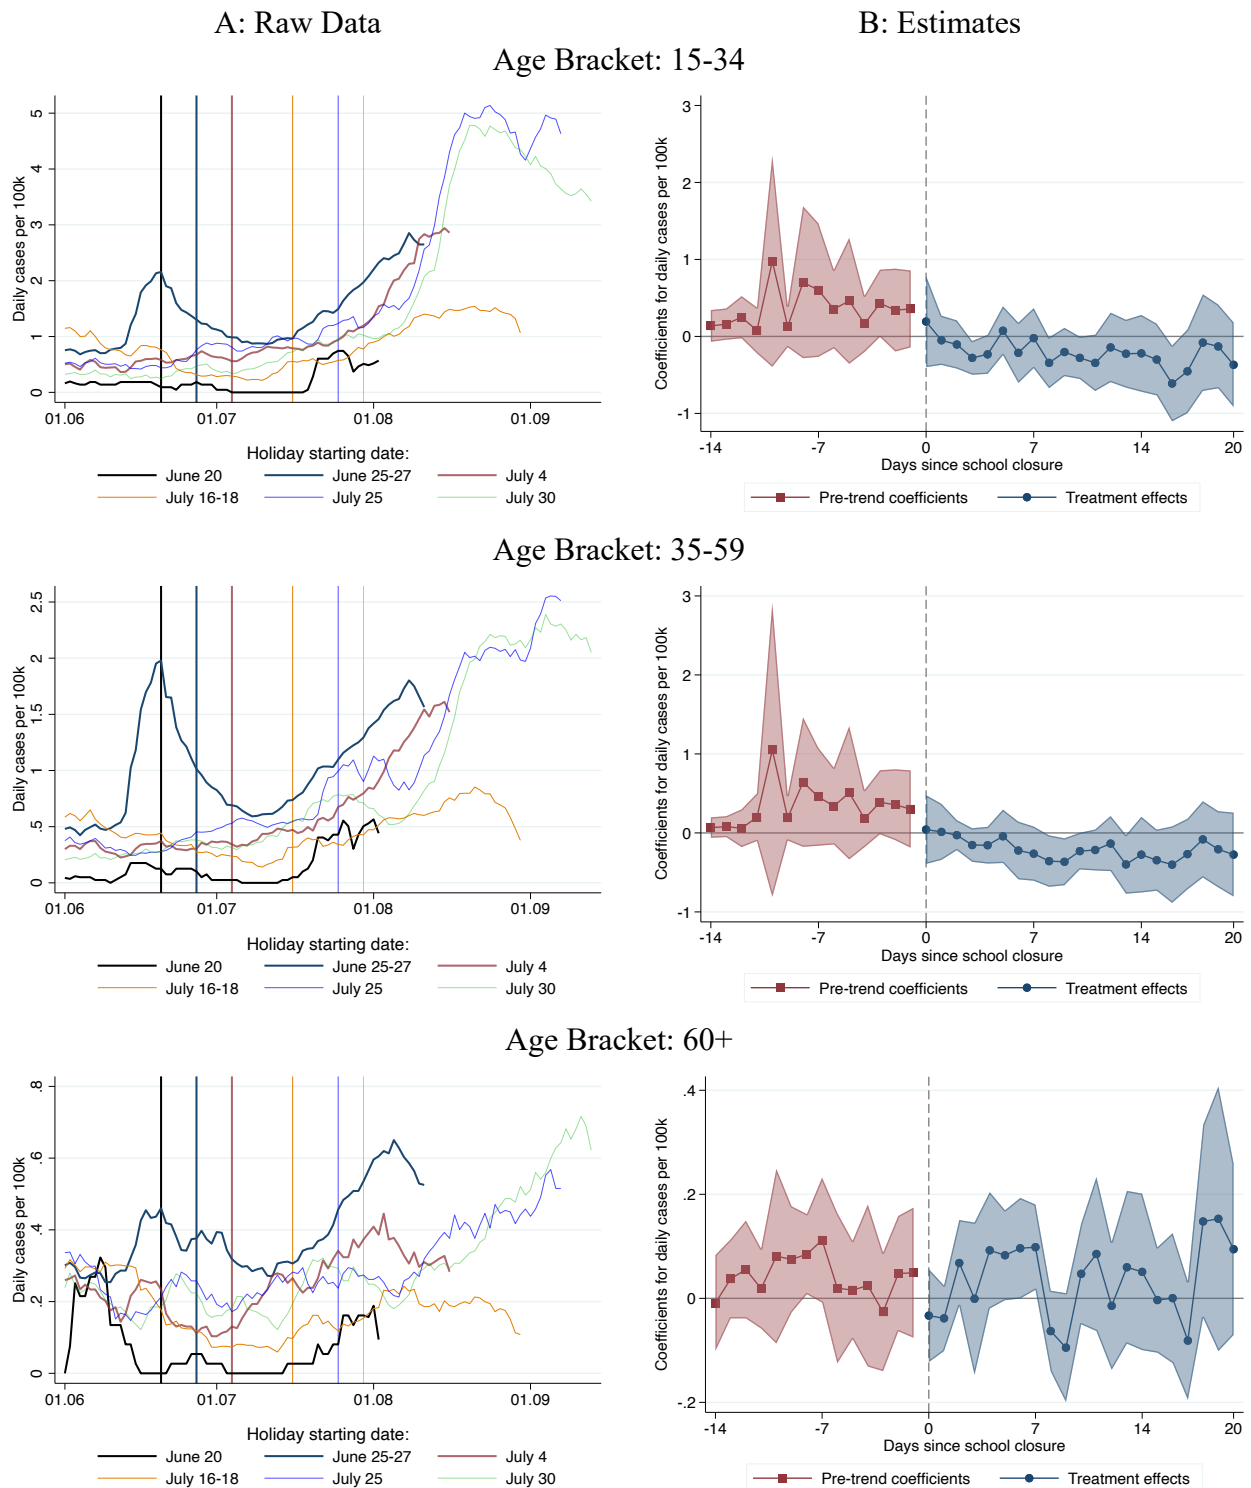 A: Raw Data
B: Estimates
Age Bracket: 15-34
Daily cases per 100k
0
1
2
3
4
5
01.06
01.07
01.08
01.09
Holiday starting date:
June 20
June 25-27
July 4
July 16-18
July 25
July 30
Coefficients for daily cases per 100k
-1
0
1
2
3
-14
-7
0
7
14
20
Days since school closure
Pre-trend coefficients
Treatment effects
Age Bracket: 35-59
Daily cases per 100k
0
.5
1
1.5
2
2.5
01.06
01.07
01.08
01.09
Holiday starting date:
June 20
June 25-27
July 4
July 16-18
July 25
July 30
Coefficients for daily cases per 100k
-1
0
1
2
3
-14
-7
0
7
14
20
Days since school closure
Pre-trend coefficients
Treatment effects
Age Bracket: 60+
Daily cases per 100k
0
.2
.4
.6
.8
01.06
01.07
01.08
01.09
Holiday starting date:
June 20
June 25-27
July 4
July 16-18
July 25
July 30
Coefficients for daily cases per 100k
-.2
0
.2
.4
-14
-7
0
7
14
20
Days since school closure
Pre-trend coefficients
Treatment effects